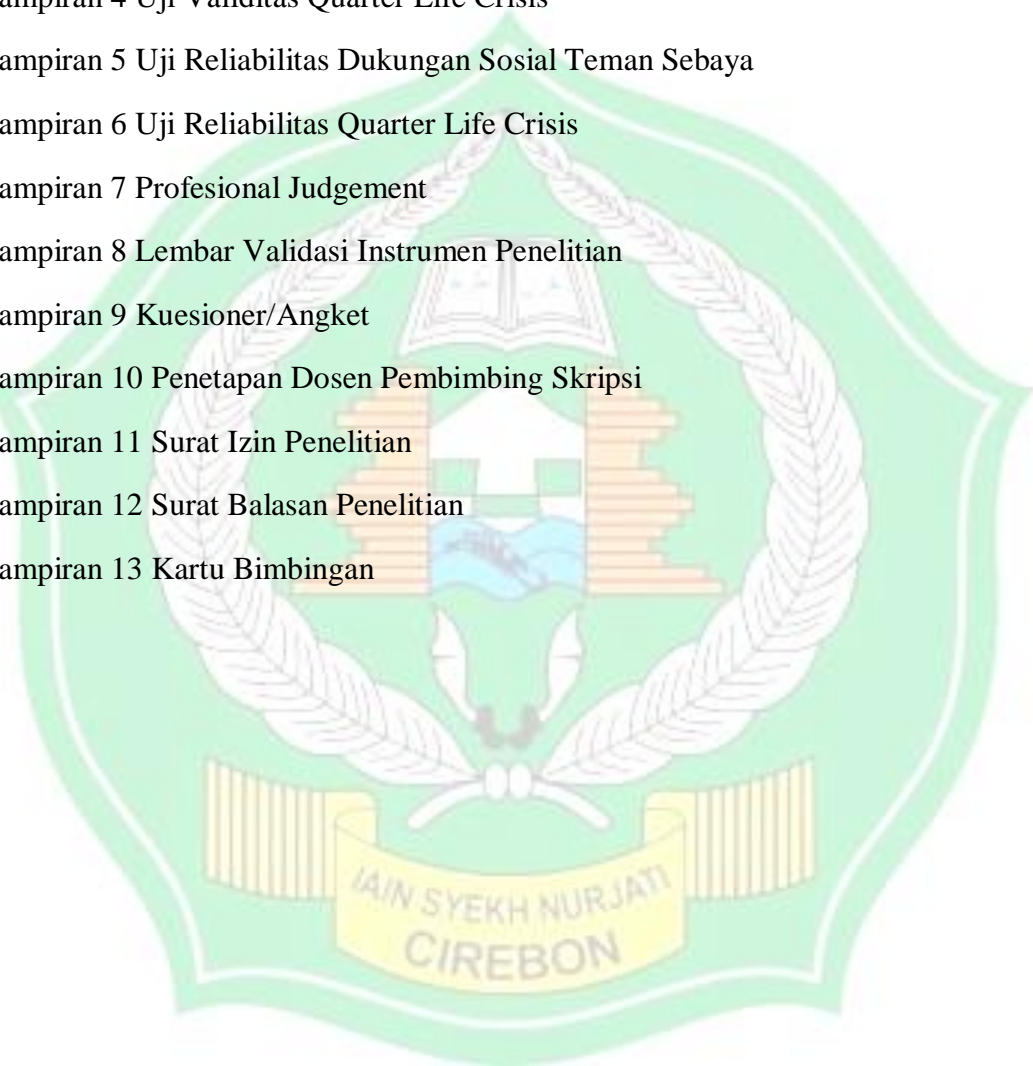 ampiran 4 Uji Validitas Quarter Life Crisis
ampiran 5 Uji Reliabilitas Dukungan Sosial Teman Sebaya
ampiran 6 Uji Reliabilitas Quarter Life Crisis
ampiran 7 Profesional Judgement
ampiran 8 Lembar Validasi Instrumen Penelitian
ampiran 9 Kuesioner/Angket
ampiran 10 Penetapan Dosen Pembimbing Skripsi
ampiran 11 Surat Izin Penelitian
ampiran 12 Surat Balasan Penelitian
ampiran 13 Kartu Bimbingan
IAIN SYEKH NURJATI
CIREBON